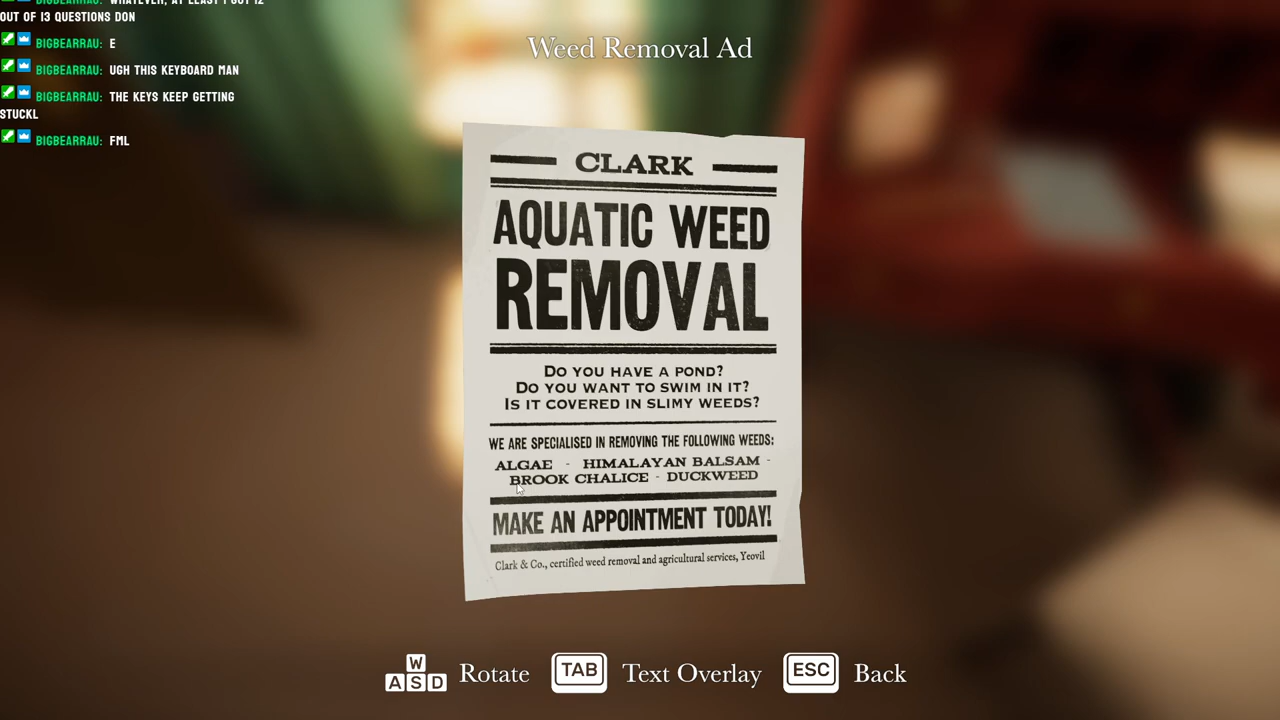 OUT OF 13 QUESTIONS DON
BIGBEARRAU: E
BIGBEARRAU: UGH THIS KEYBOARD MAN
BIGBEARRAU: THE KEYS KEEP GETTING
STUCKL
BIGBEARRAU: FML
Weed Removal Ad
CLARK
AQUATIC WEED
REMOVAL
DO YOU HAVE A POND?
DO YOU WANT TO SWIM IN IT?
IS IT COVERED IN SLIMY WEEDS?
WE ARE SPECIALISED IN REMOVING THE FOLLOWING WEEDS:
ALGAE - HIMALAYAN BALSAM -
BROOK CHALICE - DUCKWEED
MAKE AN APPOINTMENT TODAY!
Clark & Co., certified weed removal and agricultural services, Yeovil
W
A S D Rotate TAB Text Overlay ESC Back